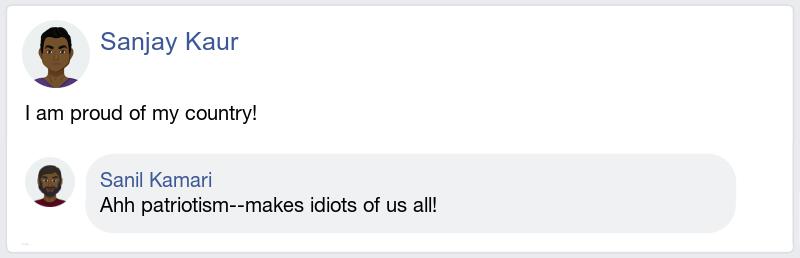 Sanjay Kaur
I am proud of my country!
Sanil Kamari
Ahh patriotism--makes idiots of us all!